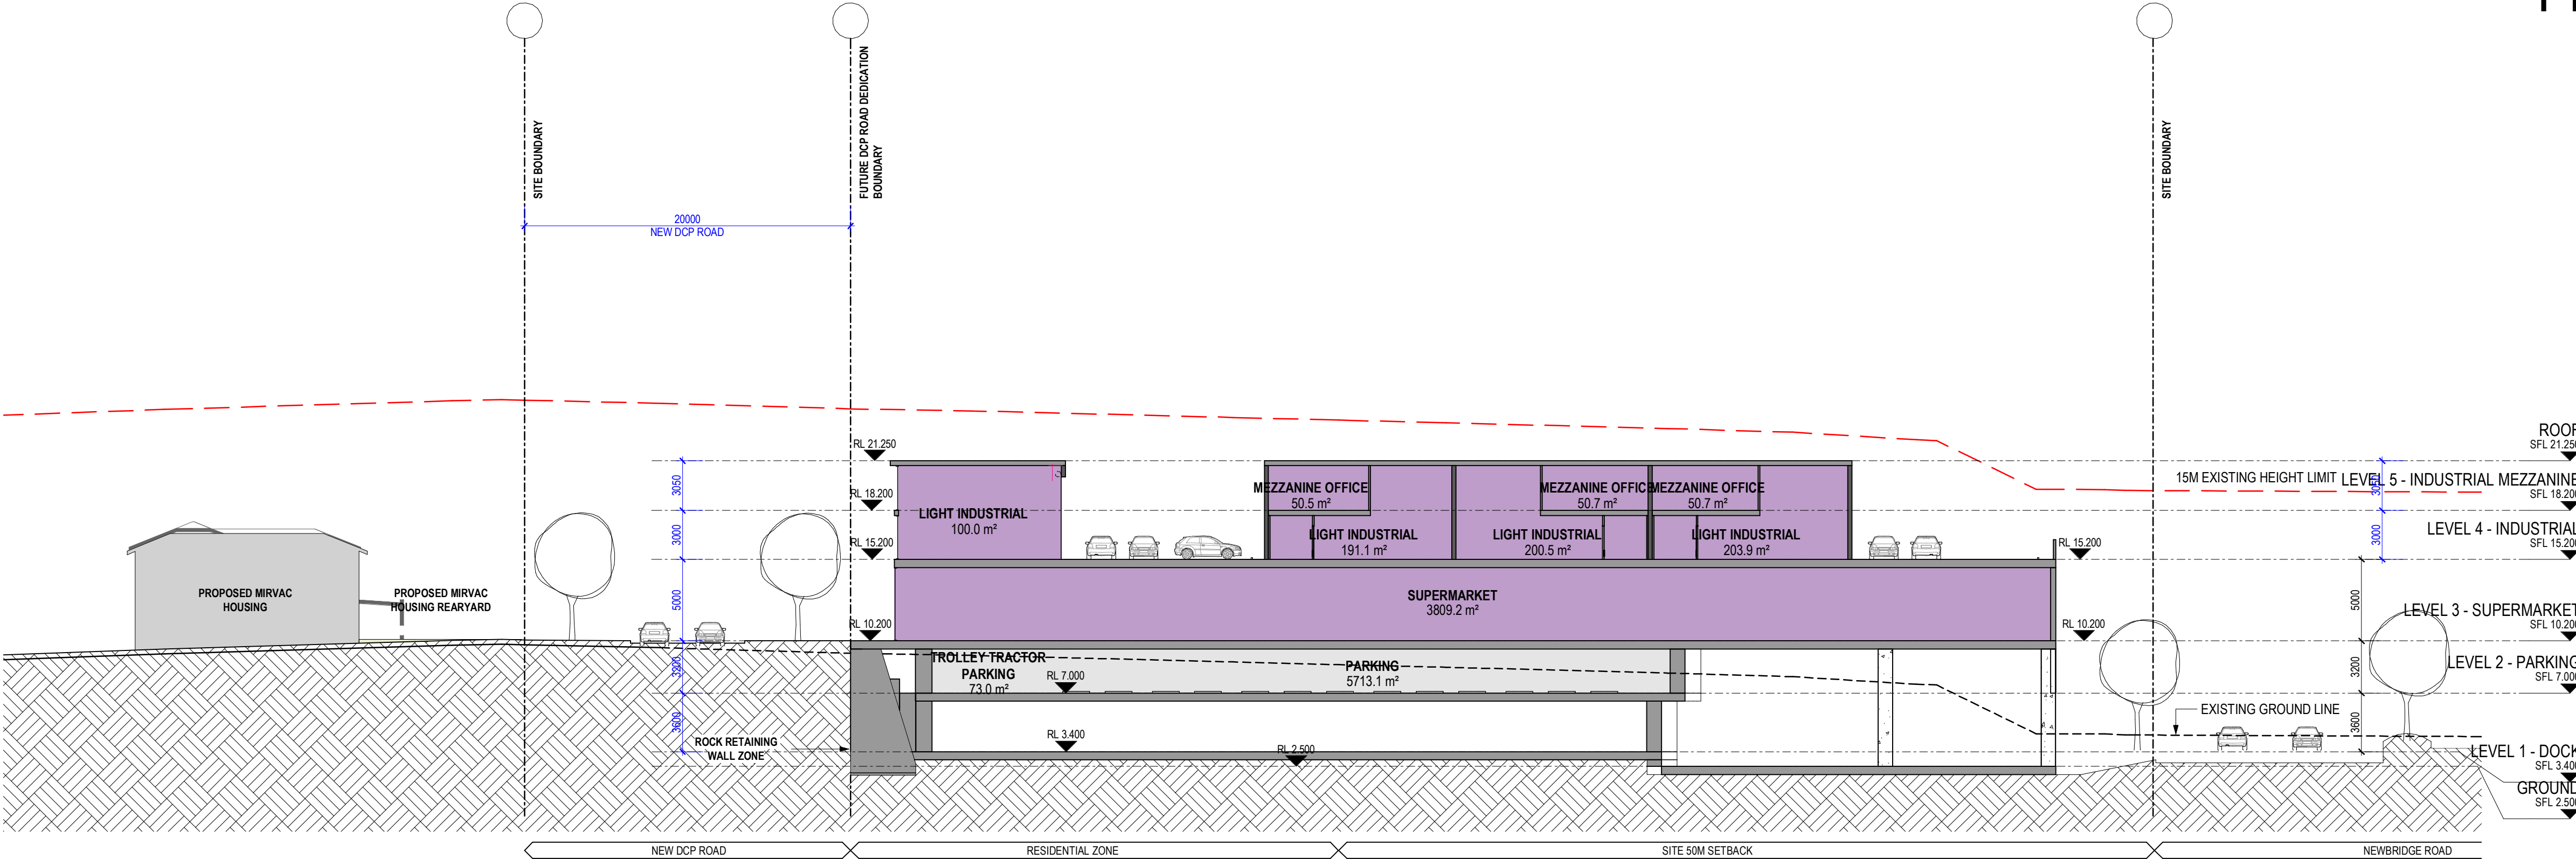 SITE BOUNDARY
FUTURE DCP ROAD DEDICATION
BOUNDARY
SITE BOUNDARY
20000
NEW DCP ROAD
RL 21.250
RL 18.200
RL 15.200
RL 10.200
3050
3000
5000
3200
3600
LIGHT INDUSTRIAL
100.0 m²
MEZZANINE OFFICE
50.5 m²
MEZZANINE OFFICE
50.7 m²
MEZZANINE OFFICE
50.7 m²
LIGHT INDUSTRIAL
191.1 m²
LIGHT INDUSTRIAL
200.5 m²
LIGHT INDUSTRIAL
203.9 m²
SUPERMARKET
3809.2 m²
PROPOSED MIRVAC
HOUSING
PROPOSED MIRVAC
HOUSING REARYARD
TROLLEY TRACTOR
PARKING
73.0 m²
RL 7.000
PARKING
5713.1 m²
RL 3.400
RL 2.500
ROCK RETAINING
WALL ZONE
RL 15.200
RL 10.200
15M EXISTING HEIGHT LIMIT
EXISTING GROUND LINE
3050
3000
5000
3200
3600
ROOF
SFL 21.250
LEVEL 5 - INDUSTRIAL MEZZANINE
SFL 18.200
LEVEL 4 - INDUSTRIAL
SFL 15.200
LEVEL 3 - SUPERMARKET
SFL 10.200
LEVEL 2 - PARKING
SFL 7.000
LEVEL 1 - DOCK
SFL 3.400
GROUND
SFL 2.500
NEW DCP ROAD
RESIDENTIAL ZONE
SITE 50M SETBACK
NEWBRIDGE ROAD